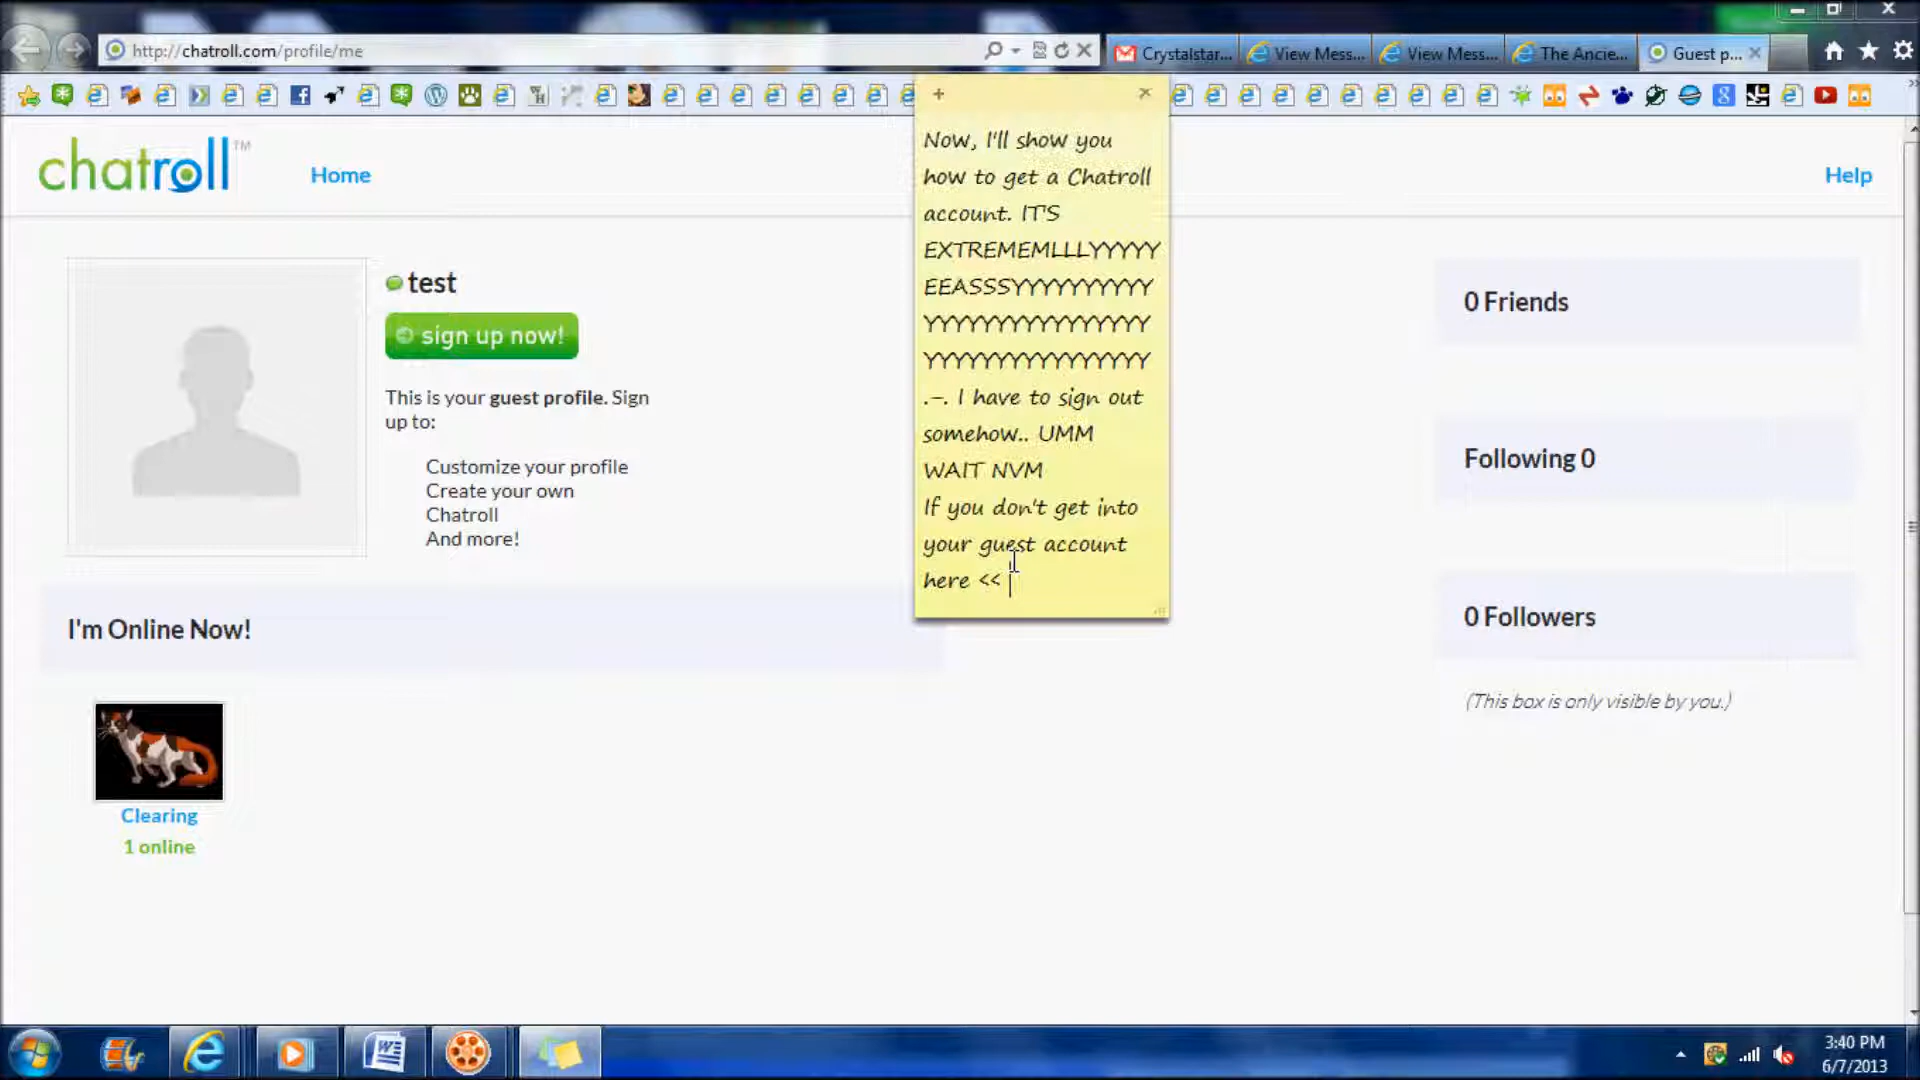 http://chatroll.com/profile/me
Crystalstar...
View Mess...
View Mess...
The Ancie...
Guest p...
chatroll™
Home
Help
Now, I'll show you
how to get a Chatroll
account. IT'S
EXTREMEMLLLYYYYY
EEASSSYYYYYYYYYY
YYYYYYYYYYYYYYYY
YYYYYYYYYYYYYYYY
.-. I have to sign out
somehow.. UMM
WAIT NVM
If you don't get into
your guest account
here <<
test
sign up now!
This is your guest profile. Sign
up to:
Customize your profile
Create your own
Chatroll
And more!
0 Friends
Following 0
0 Followers
(This box is only visible by you.)
I'm Online Now!
Clearing
1 online
3:40 PM
6/7/2013